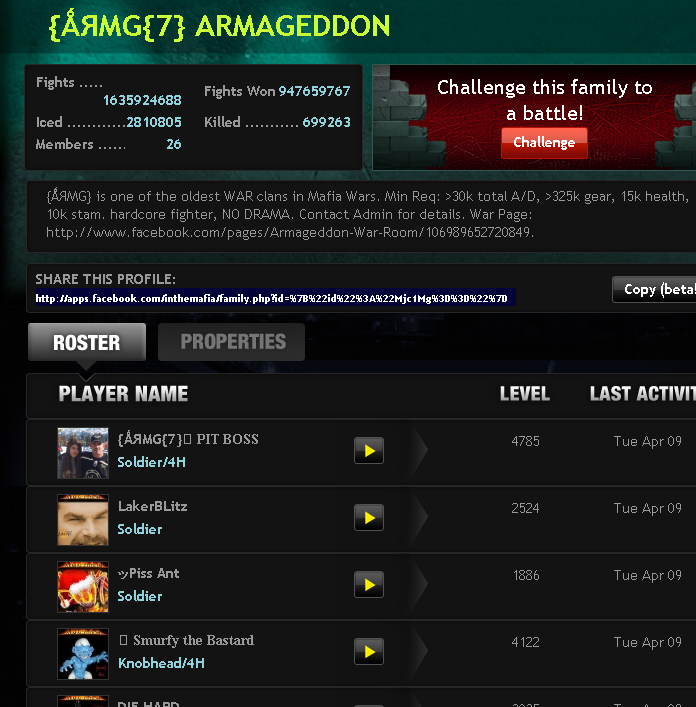 {ǺЯMG{7} ARMAGEDDON
Fights .....
1635924688
Fights Won 947659767
Iced ............2810805
Killed ........... 699263
Members ...... 26
Challenge this family to
a battle!
Challenge
{ǺЯMG} is one of the oldest WAR clans in Mafia Wars. Min Req: >30k total A/D, >325k gear, 15k health,
10k stam. hardcore fighter, NO DRAMA. Contact Admin for details. War Page:
http://www.facebook.com/pages/Armageddon-War-Room/106989652720849.
SHARE THIS PROFILE:
http://apps.facebook.com/inthemafia/family.php?id=%7B%22id%22%3A%22Mjc1Mg%3D%3D%22%7D
Copy (beta!
ROSTER
PROPERTIES
PLAYER NAME LEVEL LAST ACTIVIT
{ǺЯMG{7} PIT BOSS 4785 Tue Apr 09
Soldier/4H
LakerBLitz 2524 Tue Apr 09
Soldier
ッPiss Ant 1886 Tue Apr 09
Soldier
Smurfy the Bastard 4122 Tue Apr 09
Knobhead/4H
DIE HARD